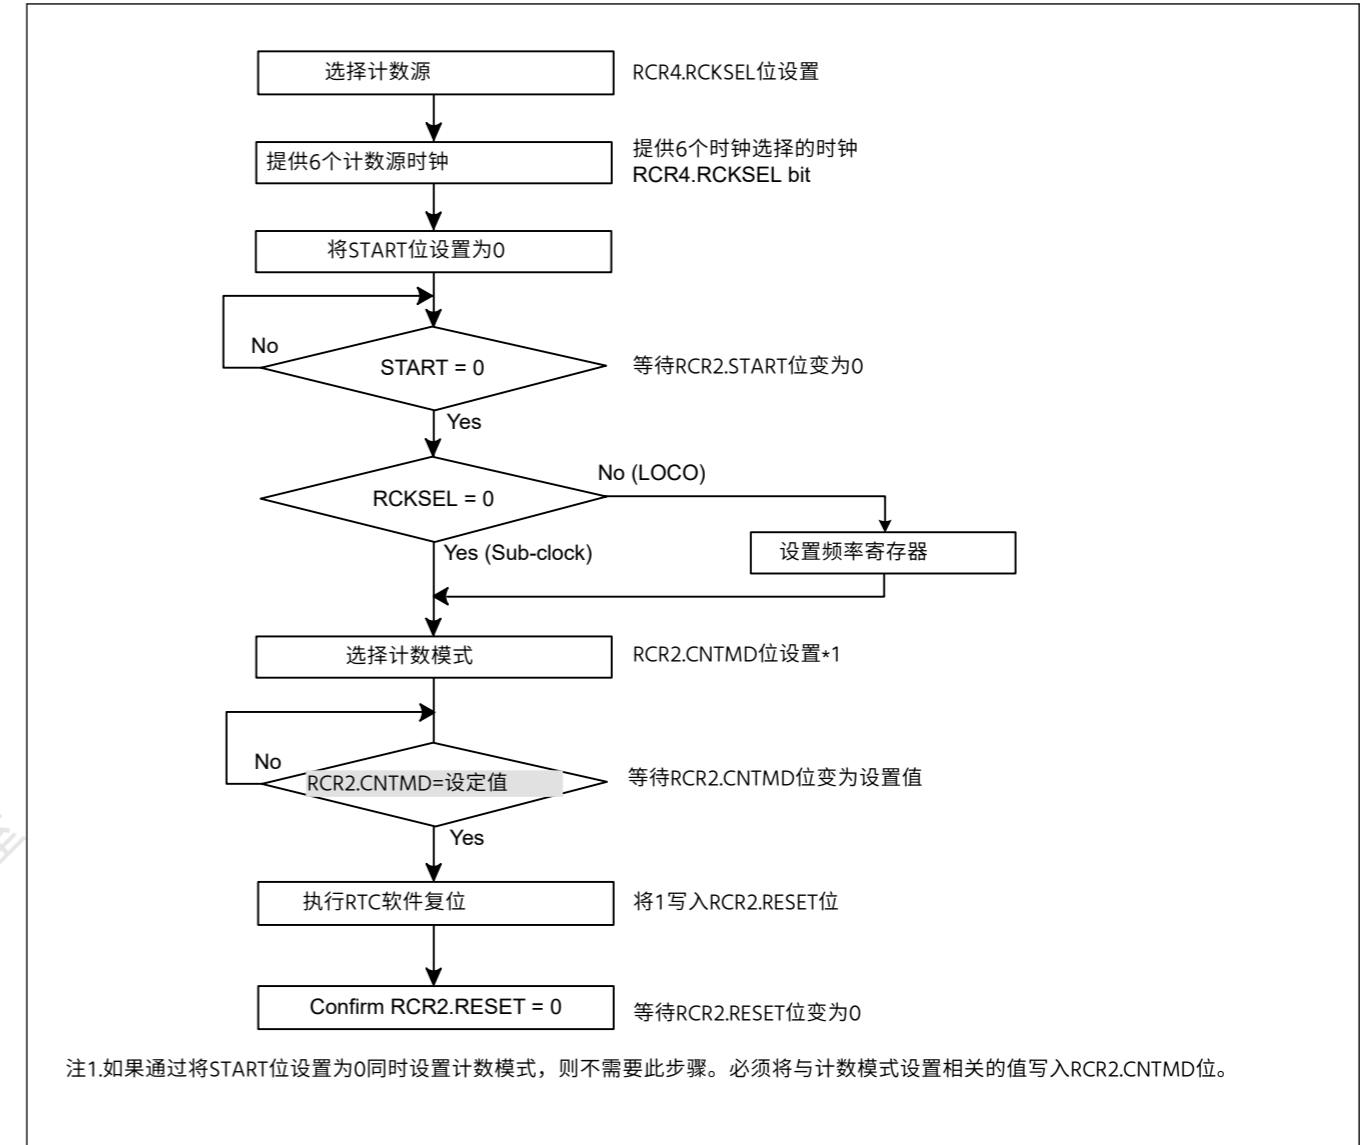 选择计数源
RCR4.RCKSEL位设置
提供6个计数源时钟
提供6个时钟选择的时钟
RCR4.RCKSEL bit
将START位设置为0
No
START = 0
等待RCR2.START位变为0
Yes
RCKSEL = 0
No (LOCO)
Yes (Sub-clock)
设置频率寄存器
选择计数模式
RCR2.CNTMD位设置*1
No
RCR2.CNTMD=设定值
等待RCR2.CNTMD位变为设置值
Yes
执行RTC软件复位
将1写入RCR2.RESET位
Confirm RCR2.RESET = 0
等待RCR2.RESET位变为0
注1.如果通过将START位设置为0同时设置计数模式，则不需要此步骤。必须将与计数模式设置相关的值写入RCR2.CNTMD位。